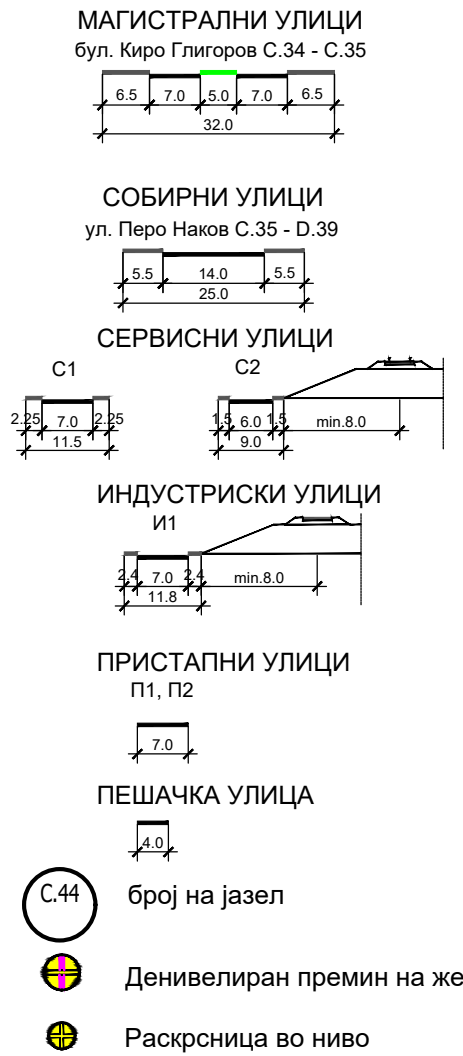 МАГИСТРАЛНИ УЛИЦИ
бул. Киро Глигоров С.34 - С.35
6.5 7.0 5.0 7.0 6.5
32.0
СОБИРНИ УЛИЦИ
ул. Перо Наков С.35 - D.39
5.5 14.0 5.5
25.0
СЕРВИСНИ УЛИЦИ
С1 С2
2.25 7.0 2.25 1.5 6.0 1.5 min.8.0
11.5 9.0
ИНДУСТРИСКИ УЛИЦИ
И1
2.4 7.0 2.4 min.8.0
11.8
ПРИСТАПНИ УЛИЦИ
П1, П2
7.0
ПЕШАЧКА УЛИЦА
4.0
С.44 број на јазел
Денивелиран премин на же
Раскрсница во ниво